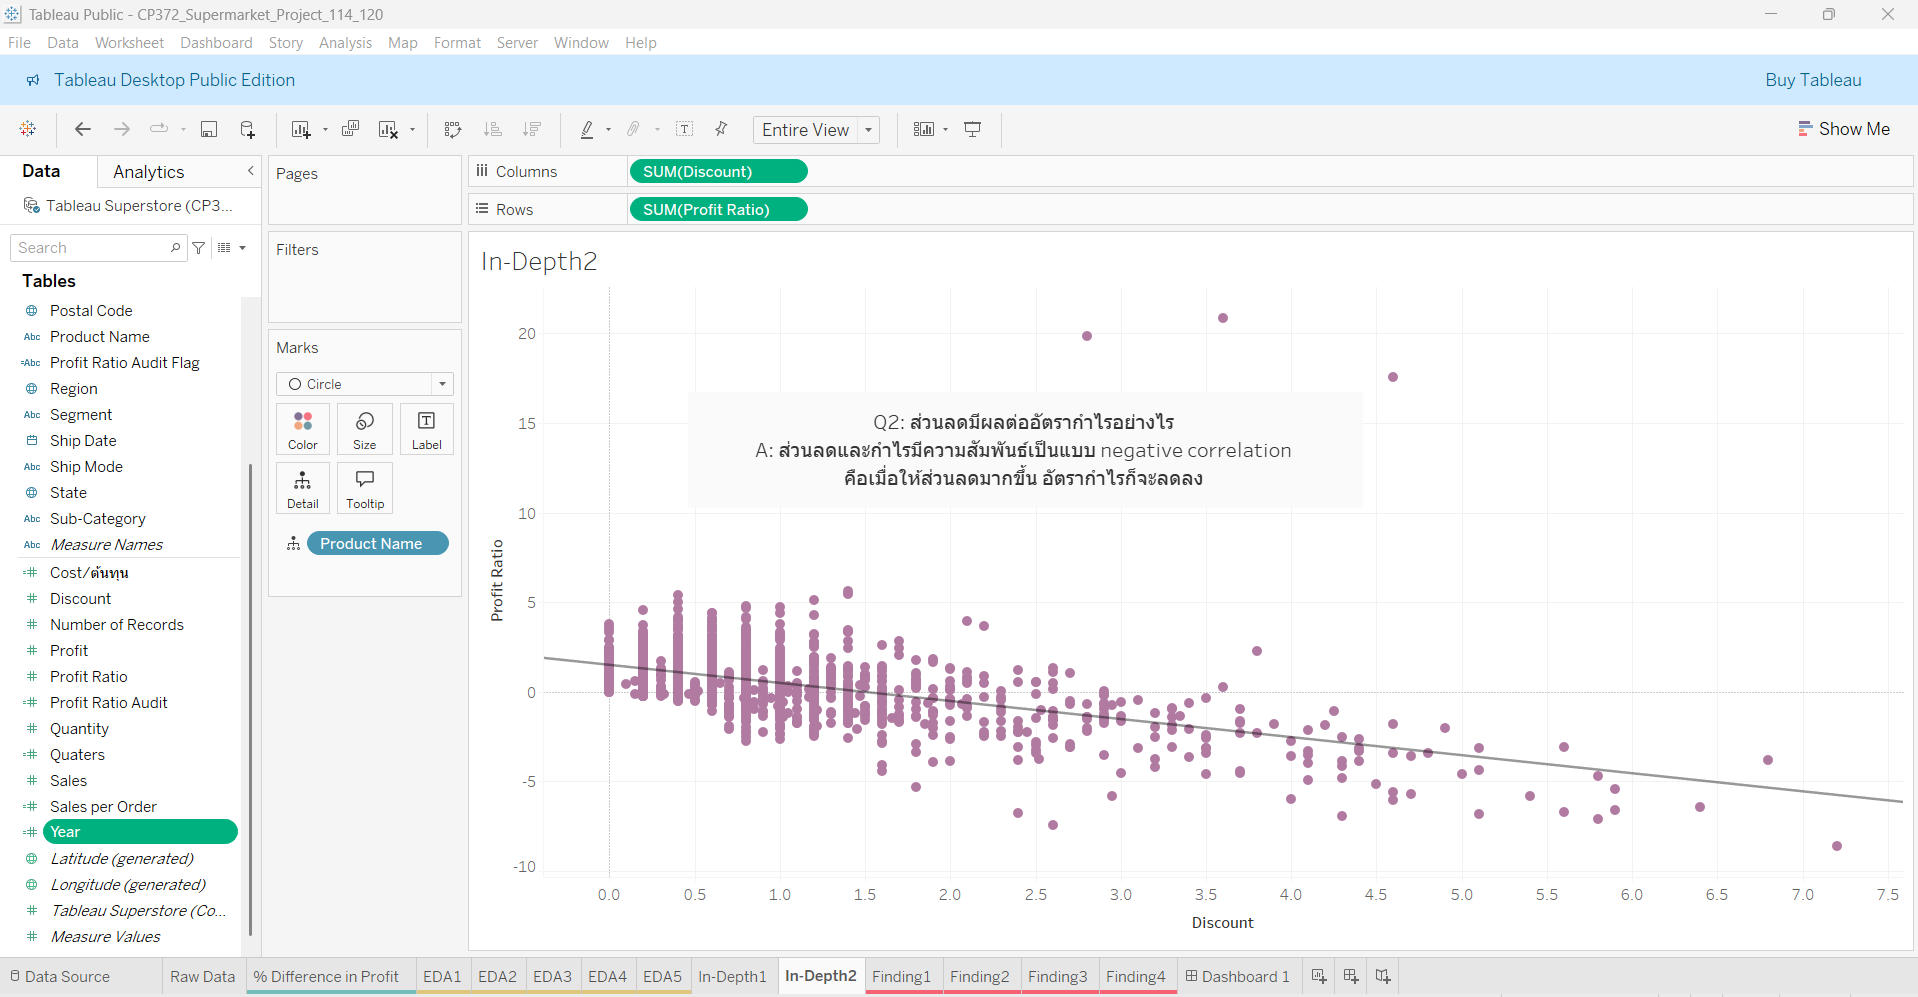 Tableau Public - CP372_Supermarket_Project_114_120
File Data Worksheet Dashboard Story Analysis Map Format Server Window Help
Tableau Desktop Public Edition
Buy Tableau
Entire View
Show Me
Data
Analytics
Tableau Superstore (CP3...
Search
Tables
Postal Code
Abc Product Name
=Abc Profit Ratio Audit Flag
Region
Abc Segment
Ship Date
Abc Ship Mode
State
Abc Sub-Category
Abc Measure Names
=# Cost/ต้นทุน
# Discount
# Number of Records
# Profit
# Profit Ratio
=# Profit Ratio Audit
# Quantity
=# Quaters
# Sales
=# Sales per Order
=# Year
Latitude (generated)
Longitude (generated)
# Tableau Superstore (Co...
# Measure Values
Pages
Filters
Marks
Circle
Color
Size
T
Label
Detail
Tooltip
Product Name
Columns
SUM(Discount)
Rows
SUM(Profit Ratio)
In-Depth2
Q2: ส่วนลดมีผลต่ออัตรากำไรอย่างไร
A: ส่วนลดและกำไรมีความสัมพันธ์เป็นแบบ negative correlation
คือเมื่อให้ส่วนลดมากขึ้น อัตรากำไรก็จะลดลง
Profit Ratio
20
15
10
5
0
-5
-10
0.0 0.5 1.0 1.5 2.0 2.5 3.0 3.5 4.0 4.5 5.0 5.5 6.0 6.5 7.0 7.5
Discount
Data Source
Raw Data
% Difference in Profit
EDA1
EDA2
EDA3
EDA4
EDA5
In-Depth1
In-Depth2
Finding1
Finding2
Finding3
Finding4
Dashboard 1